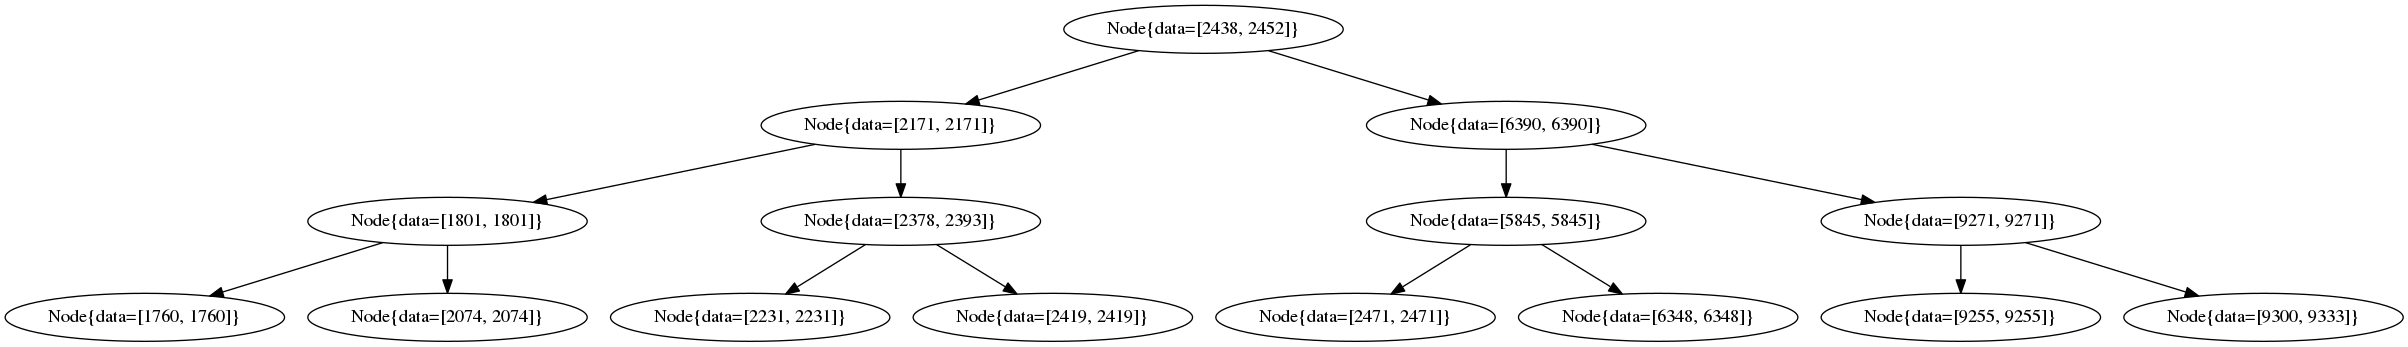 Node{data=[2438, 2452]}
Node{data=[2171, 2171]}
Node{data=[6390, 6390]}
Node{data=[1801, 1801]}
Node{data=[2378, 2393]}
Node{data=[5845, 5845]}
Node{data=[9271, 9271]}
Node{data=[1760, 1760]}
Node{data=[2074, 2074]}
Node{data=[2231, 2231]}
Node{data=[2419, 2419]}
Node{data=[2471, 2471]}
Node{data=[6348, 6348]}
Node{data=[9255, 9255]}
Node{data=[9300, 9333]}